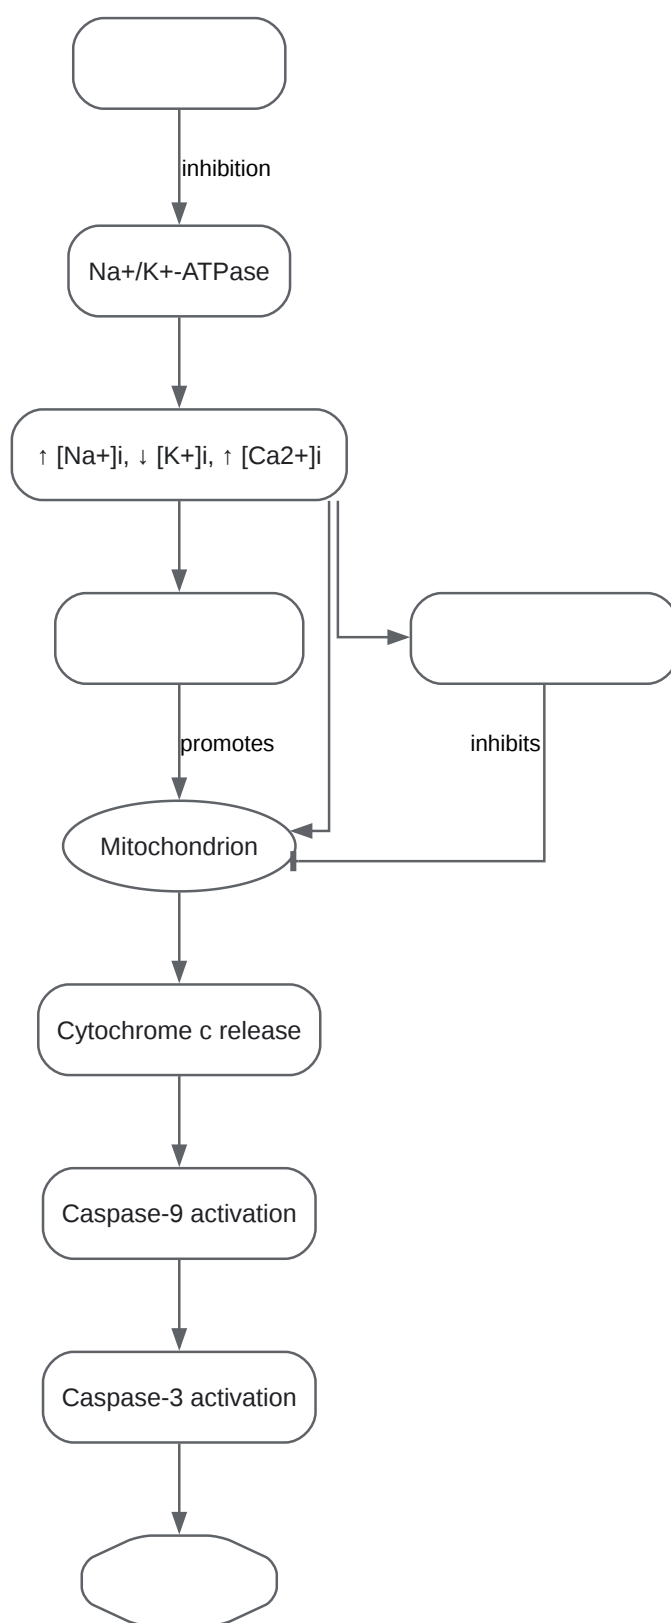 inhibition
Na+/K+-ATPase
↑ [Na+]i, ↓ [K+]i, ↑ [Ca2+]i
promotes
inhibits
Mitochondrion
Cytochrome c release
Caspase-9 activation
Caspase-3 activation